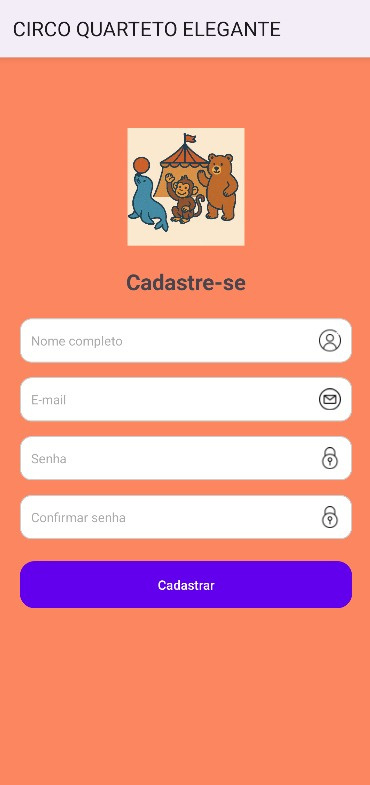 CIRCO QUARTETO ELEGANTE
Cadastre-se
Nome completo
E-mail
Senha
Confirmar senha
Cadastrar